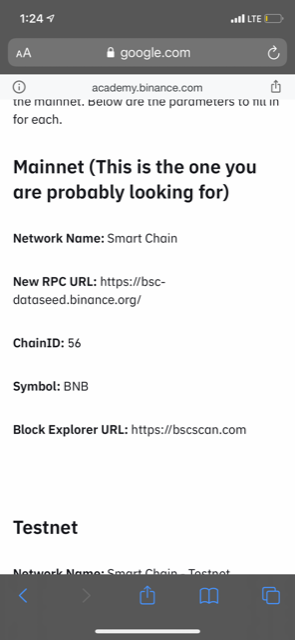 1:24
LTE
AA google.com
academy.binance.com
the mainnet. Below are the parameters to fill in
for each.
Mainnet (This is the one you
are probably looking for)
Network Name: Smart Chain
New RPC URL: https://bsc-
dataseed.binance.org/
ChainID: 56
Symbol: BNB
Block Explorer URL: https://bscscan.com
Testnet
Network Name: Smart Chain - Testnet